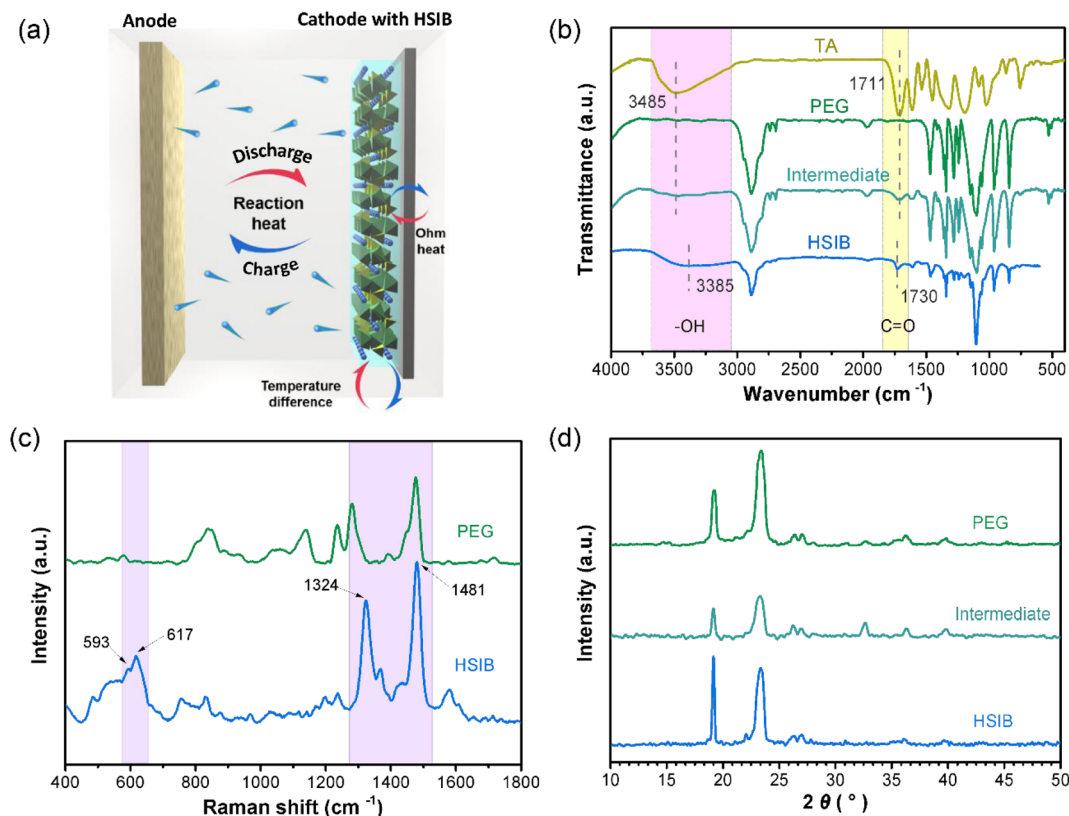 (a)
Anode
Cathode with HSIB
Discharge
Reaction
heat
Charge
Ohm
heat
Temperature
difference
(b)
TA
1711
3485
PEG
Intermediate
HSIB
3385
1730
-OH
C=O
Transmittance (a.u.)
4000 3500 3000 2500 2000 1500 1000 500
Wavenumber (cm⁻¹)
(c)
PEG
1324
1481
593
617
HSIB
Intensity (a.u.)
400 600 800 1000 1200 1400 1600 1800
Raman shift (cm⁻¹)
(d)
PEG
Intermediate
HSIB
Intensity (a.u.)
10 15 20 25 30 35 40 45 50
2 θ (°)